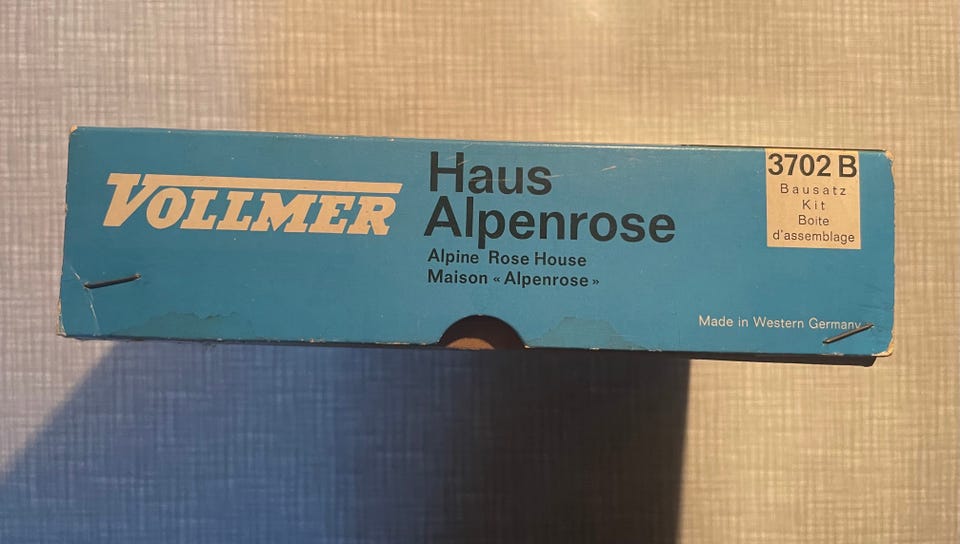 VOLLMER
Haus
Alpenrose
Alpine Rose House
Maison « Alpenrose »
3702 B
Bausatz
Kit
Boite
d'assemblage
Made in Western Germany